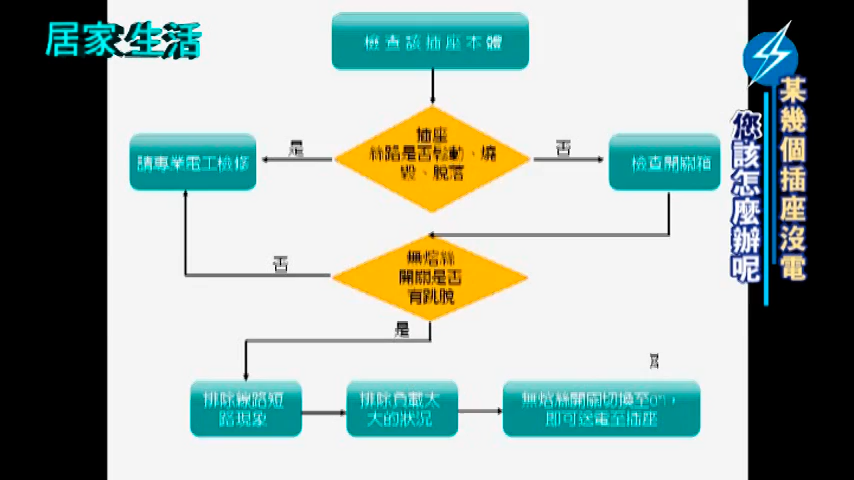 居家生活
檢查該插座本體
某幾個插座沒電
您該怎麼辦呢
插座
絲路是否鬆動、燒
毀、脫落
是
否
請專業電工檢修
檢查開關箱
無熔絲
開關是否
有跳脫
否
是
排除線路短
路現象
排除負載太
大的狀況
無熔絲開關切換至on，
即可送電至插座